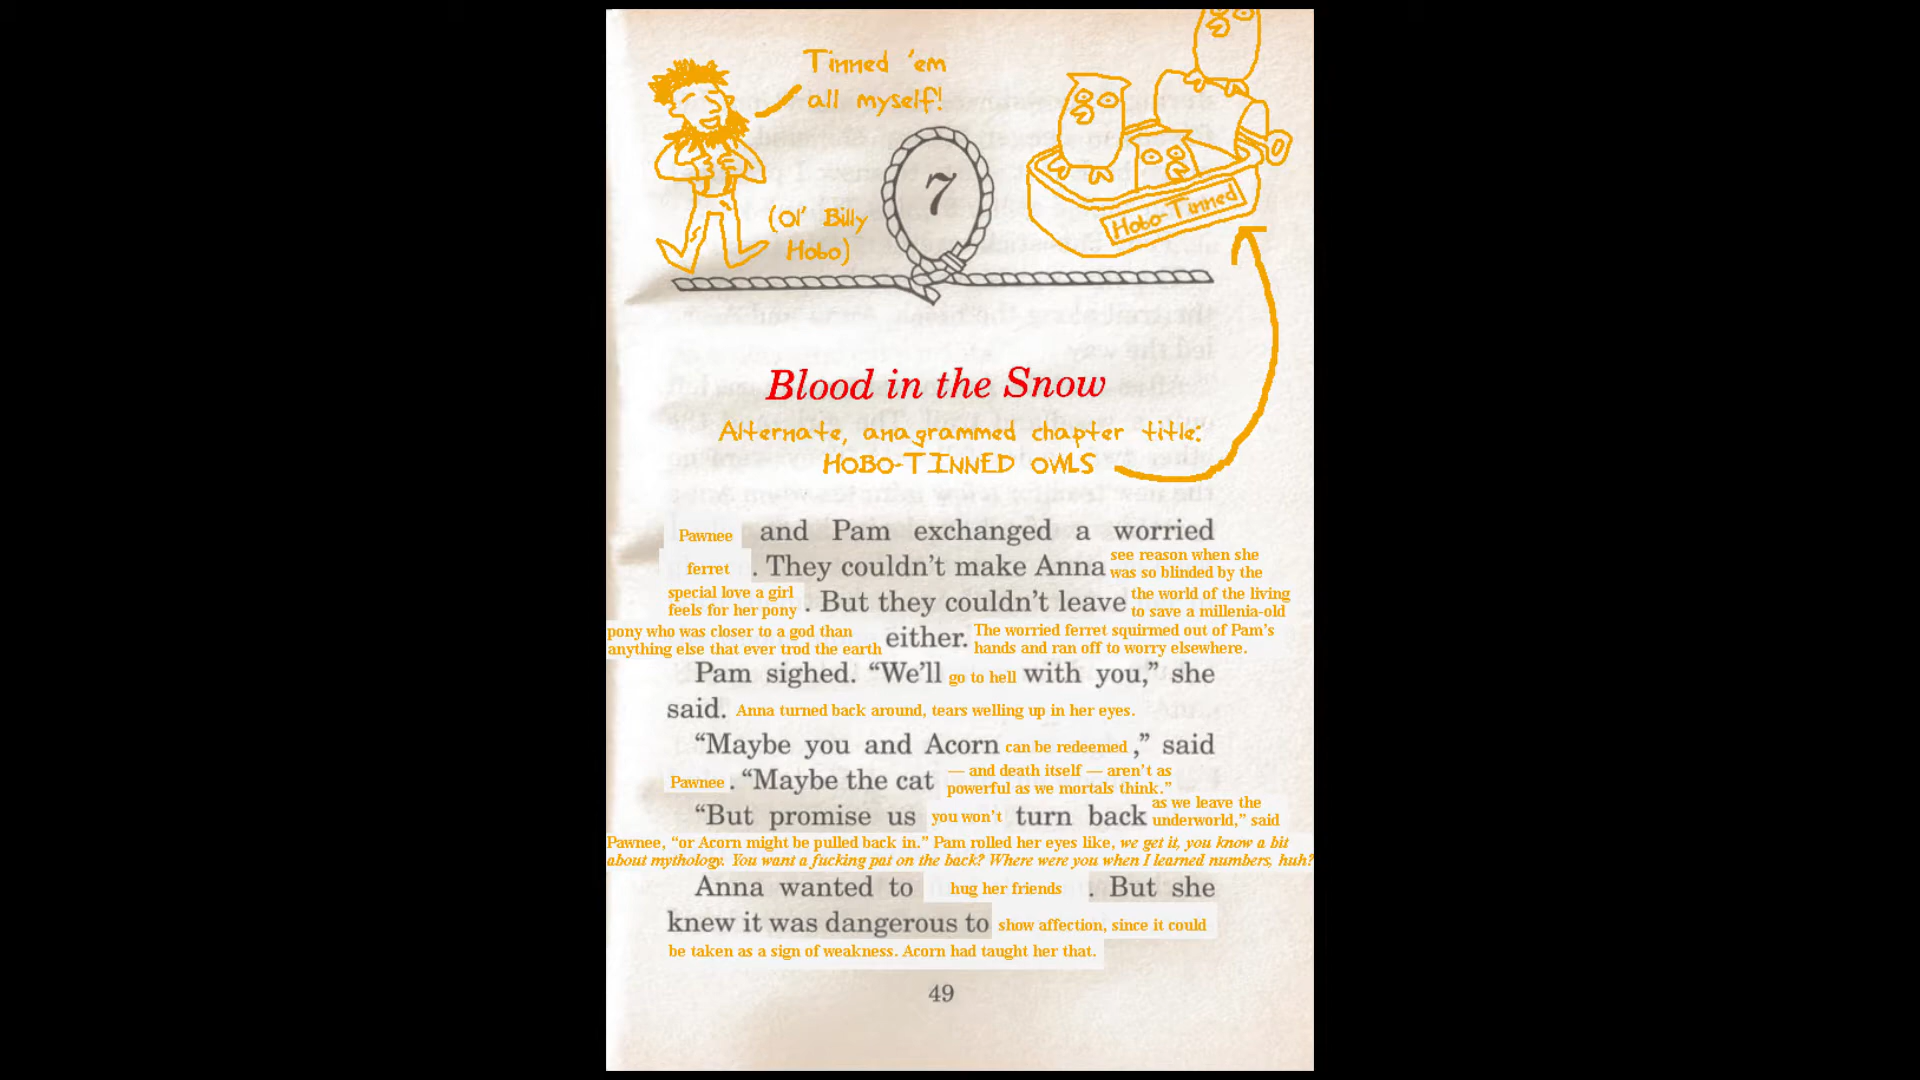 Tinned 'em
all myself!
(Ol' Billy
Hobo)
7
Hobo-Tinned
Blood in the Snow
Alternate, anagrammed chapter title:
HOBO-TINNED OWLS
Pawnee and Pam exchanged a worried
ferret. They couldn't make Anna see reason when she
was so blinded by the
special love a girl
feels for her pony. But they couldn't leave the world of the living
to save a millenia-old
pony who was closer to a god than
anything else that ever trod the earth either. The worried ferret squirmed out of Pam's
hands and ran off to worry elsewhere.
Pam sighed. “We'll go to hell with you,” she
said. Anna turned back around, tears welling up in her eyes.
“Maybe you and Acorn can be redeemed,” said
Pawnee. “Maybe the cat — and death itself — aren't as
powerful as we mortals think.”
“But promise us you won't turn back as we leave the
underworld,” said
Pawnee, “or Acorn might be pulled back in.” Pam rolled her eyes like, we get it, you know a bit
about mythology. You want a fucking pat on the back? Where were you when I learned numbers, huh?
Anna wanted to hug her friends. But she
knew it was dangerous to show affection, since it could
be taken as a sign of weakness. Acorn had taught her that.
49